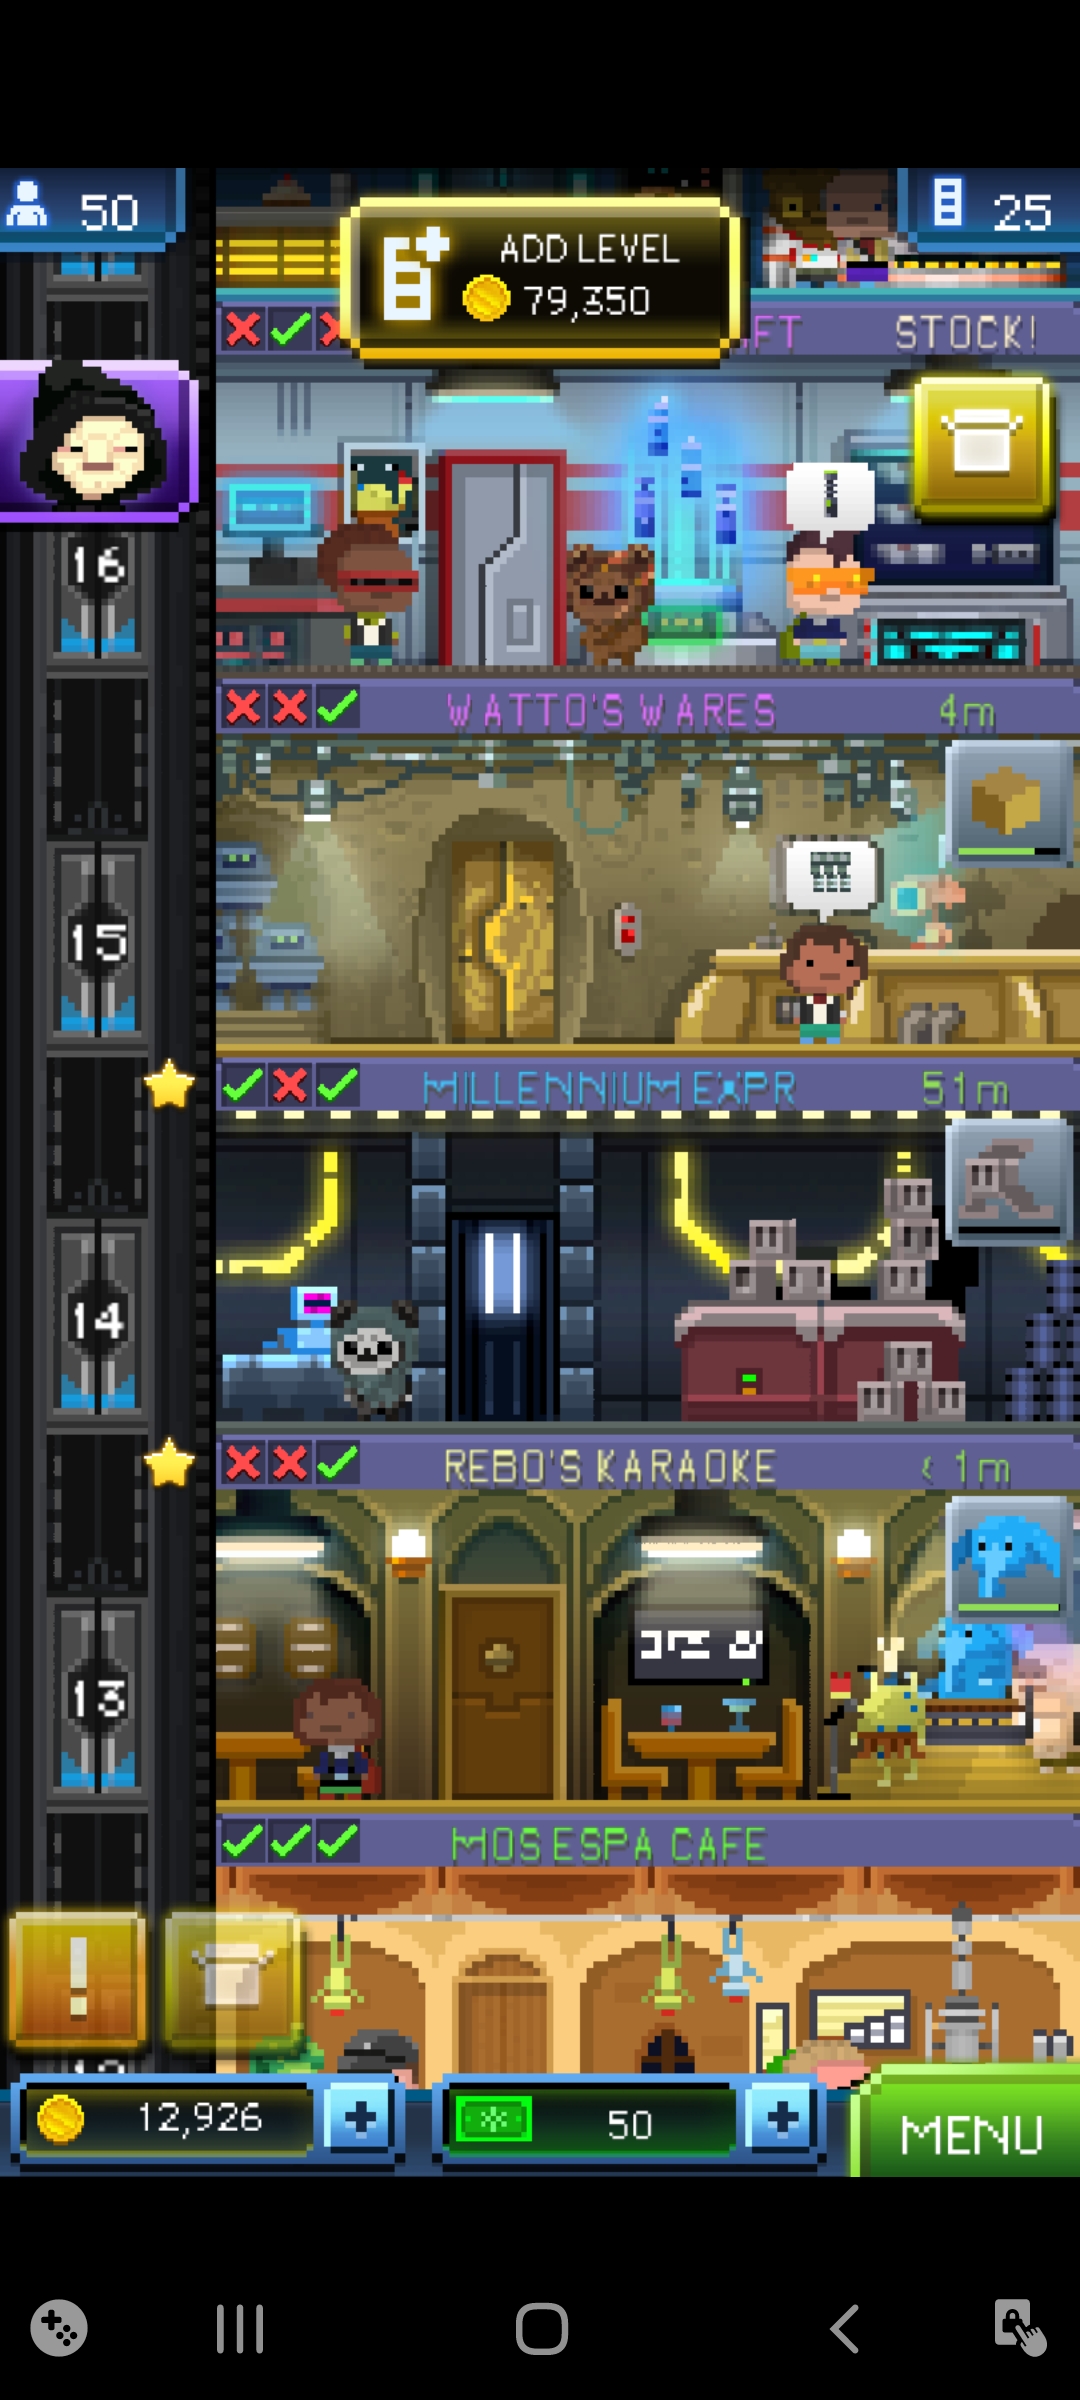 50
ADD LEVEL
79,350
25
FT
STOCK!
16
WATTO'S WARES
4m
15
MILLENNIUM EXPR
51m
14
REBO'S KARAOKE
< 1m
13
MOS ESPA CAFE
!
12,926
+
50
+
MENU